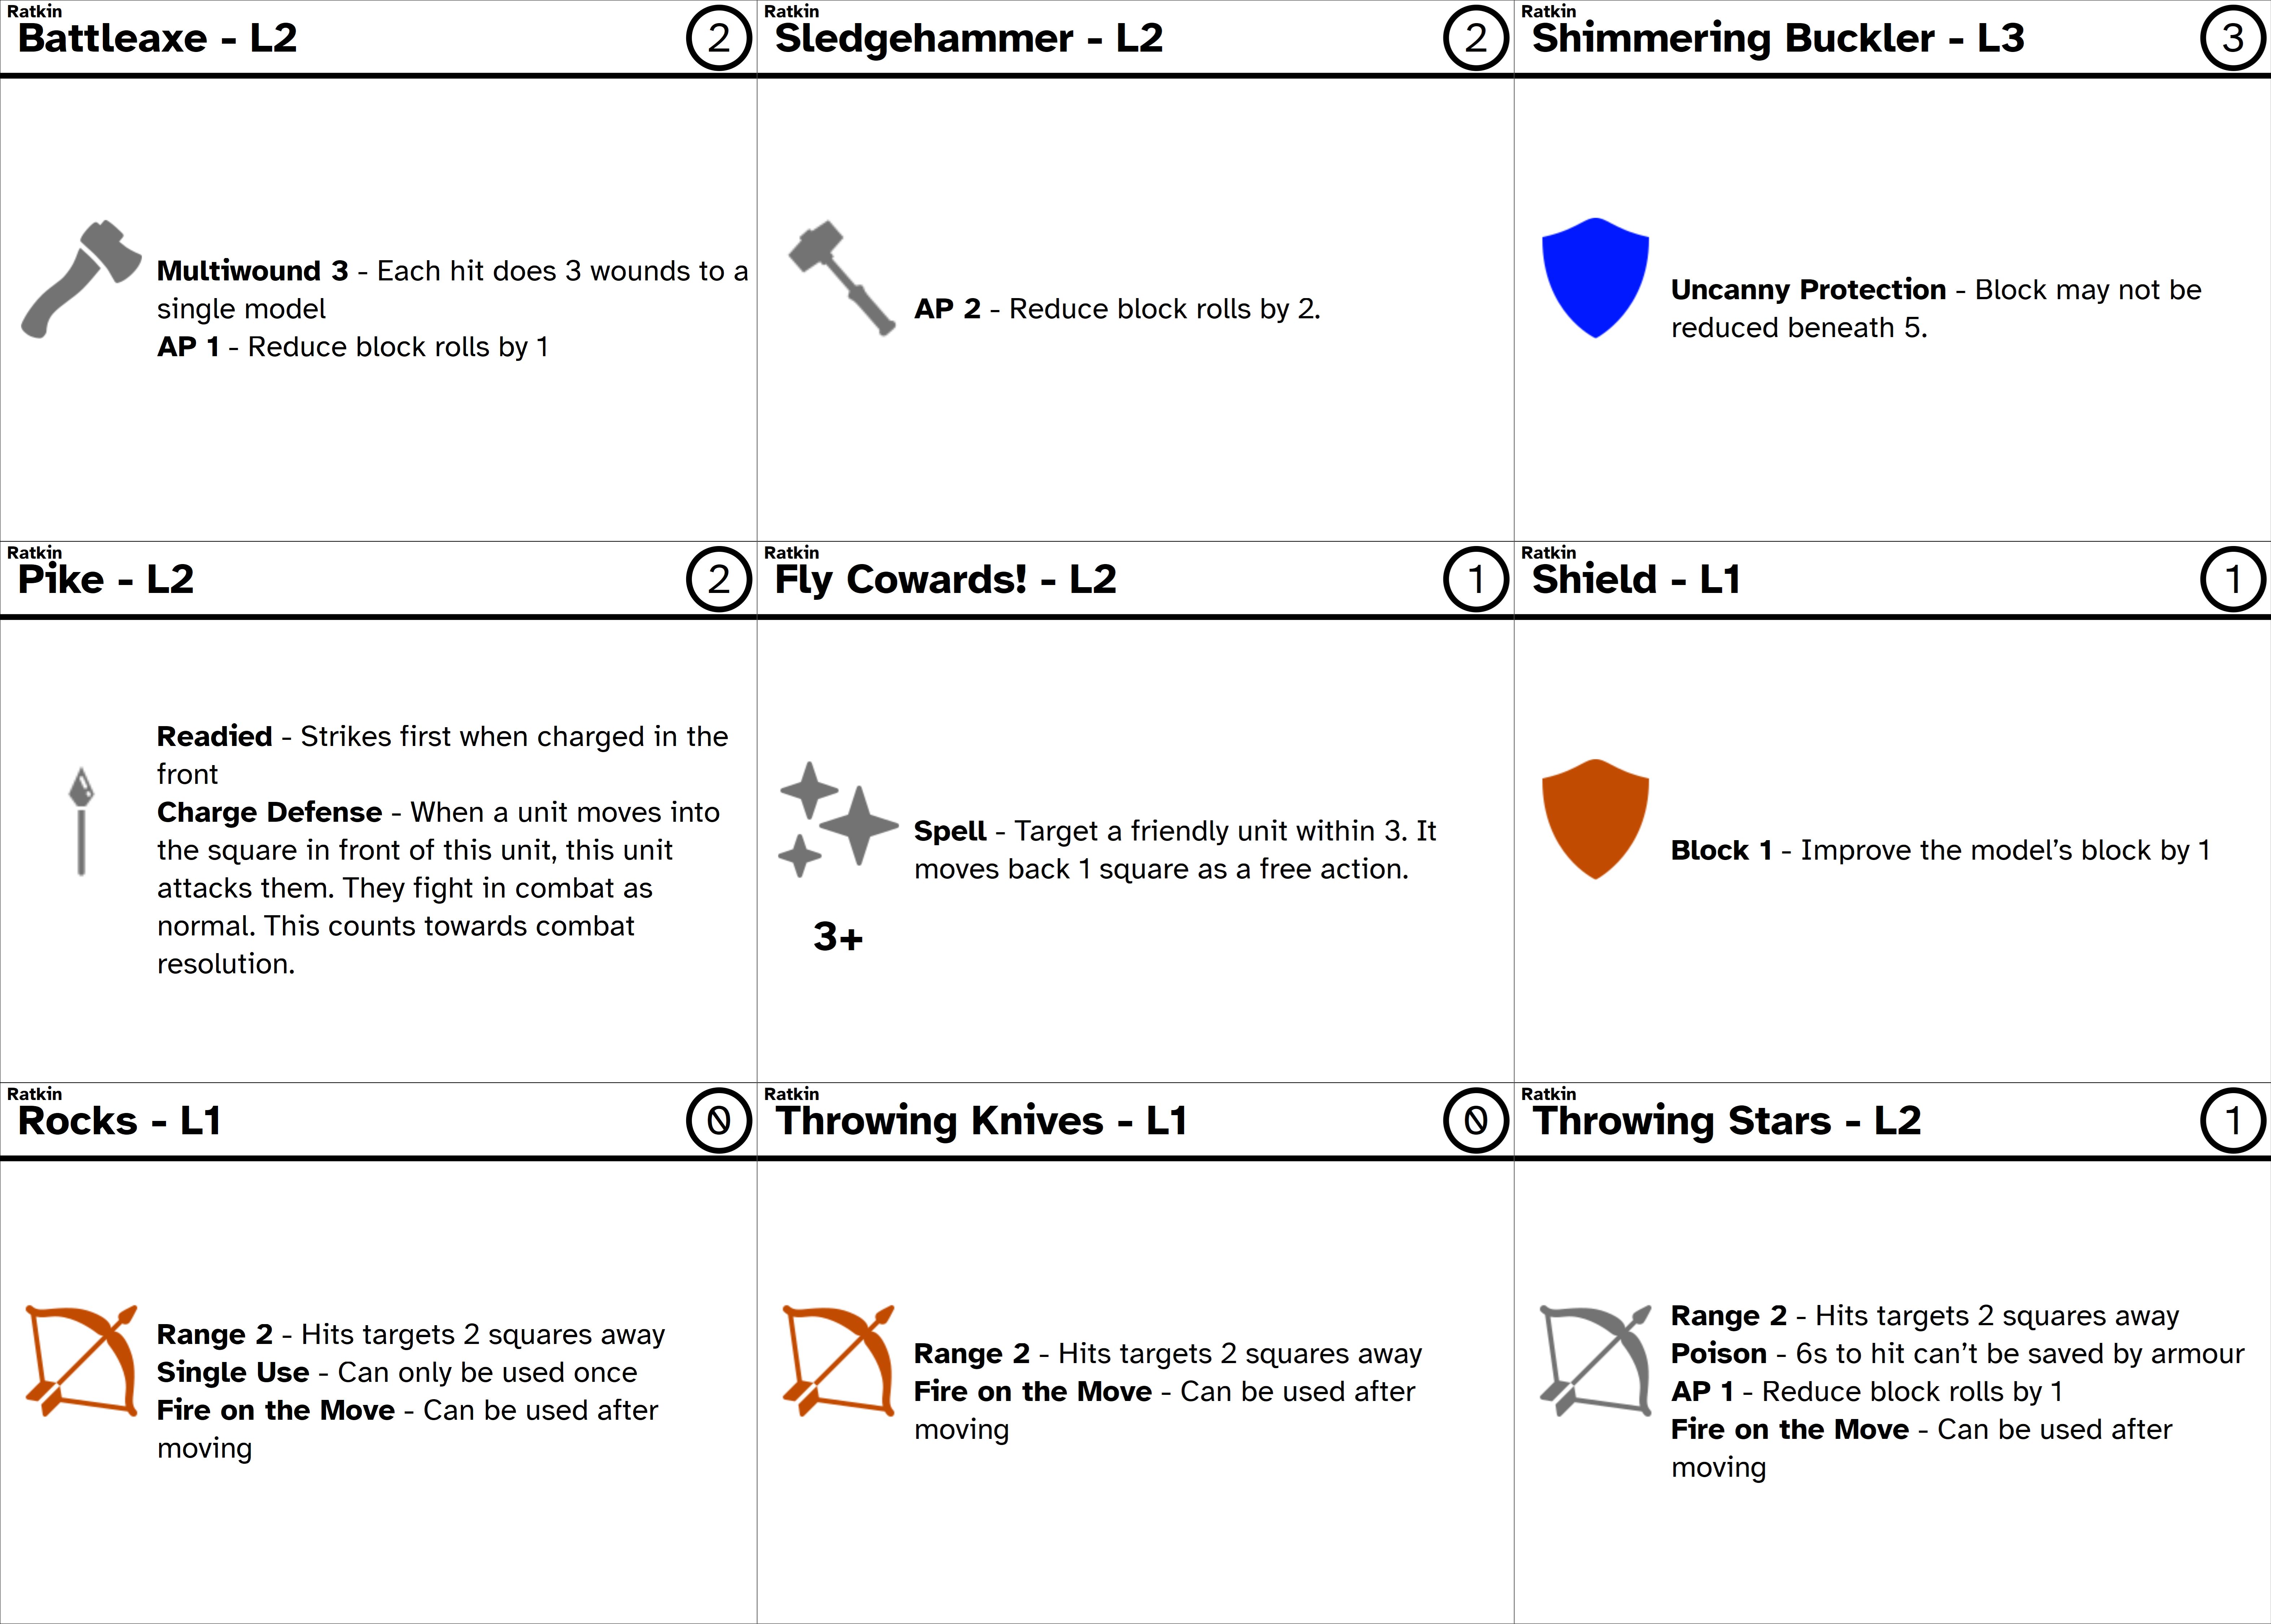 Ratkin
Battleaxe - L2
2
Multiwound 3 - Each hit does 3 wounds to a
single model
AP 1 - Reduce block rolls by 1
Ratkin
Sledgehammer - L2
2
AP 2 - Reduce block rolls by 2.
Ratkin
Shimmering Buckler - L3
3
Uncanny Protection - Block may not be
reduced beneath 5.
Ratkin
Pike - L2
2
Readied - Strikes first when charged in the
front
Charge Defense - When a unit moves into
the square in front of this unit, this unit
attacks them. They fight in combat as
normal. This counts towards combat
resolution.
Ratkin
Fly Cowards! - L2
1
Spell - Target a friendly unit within 3. It
moves back 1 square as a free action.
3+
Ratkin
Shield - L1
1
Block 1 - Improve the model’s block by 1
Ratkin
Rocks - L1
0
Range 2 - Hits targets 2 squares away
Single Use - Can only be used once
Fire on the Move - Can be used after
moving
Ratkin
Throwing Knives - L1
0
Range 2 - Hits targets 2 squares away
Fire on the Move - Can be used after
moving
Ratkin
Throwing Stars - L2
1
Range 2 - Hits targets 2 squares away
Poison - 6s to hit can’t be saved by armour
AP 1 - Reduce block rolls by 1
Fire on the Move - Can be used after
moving